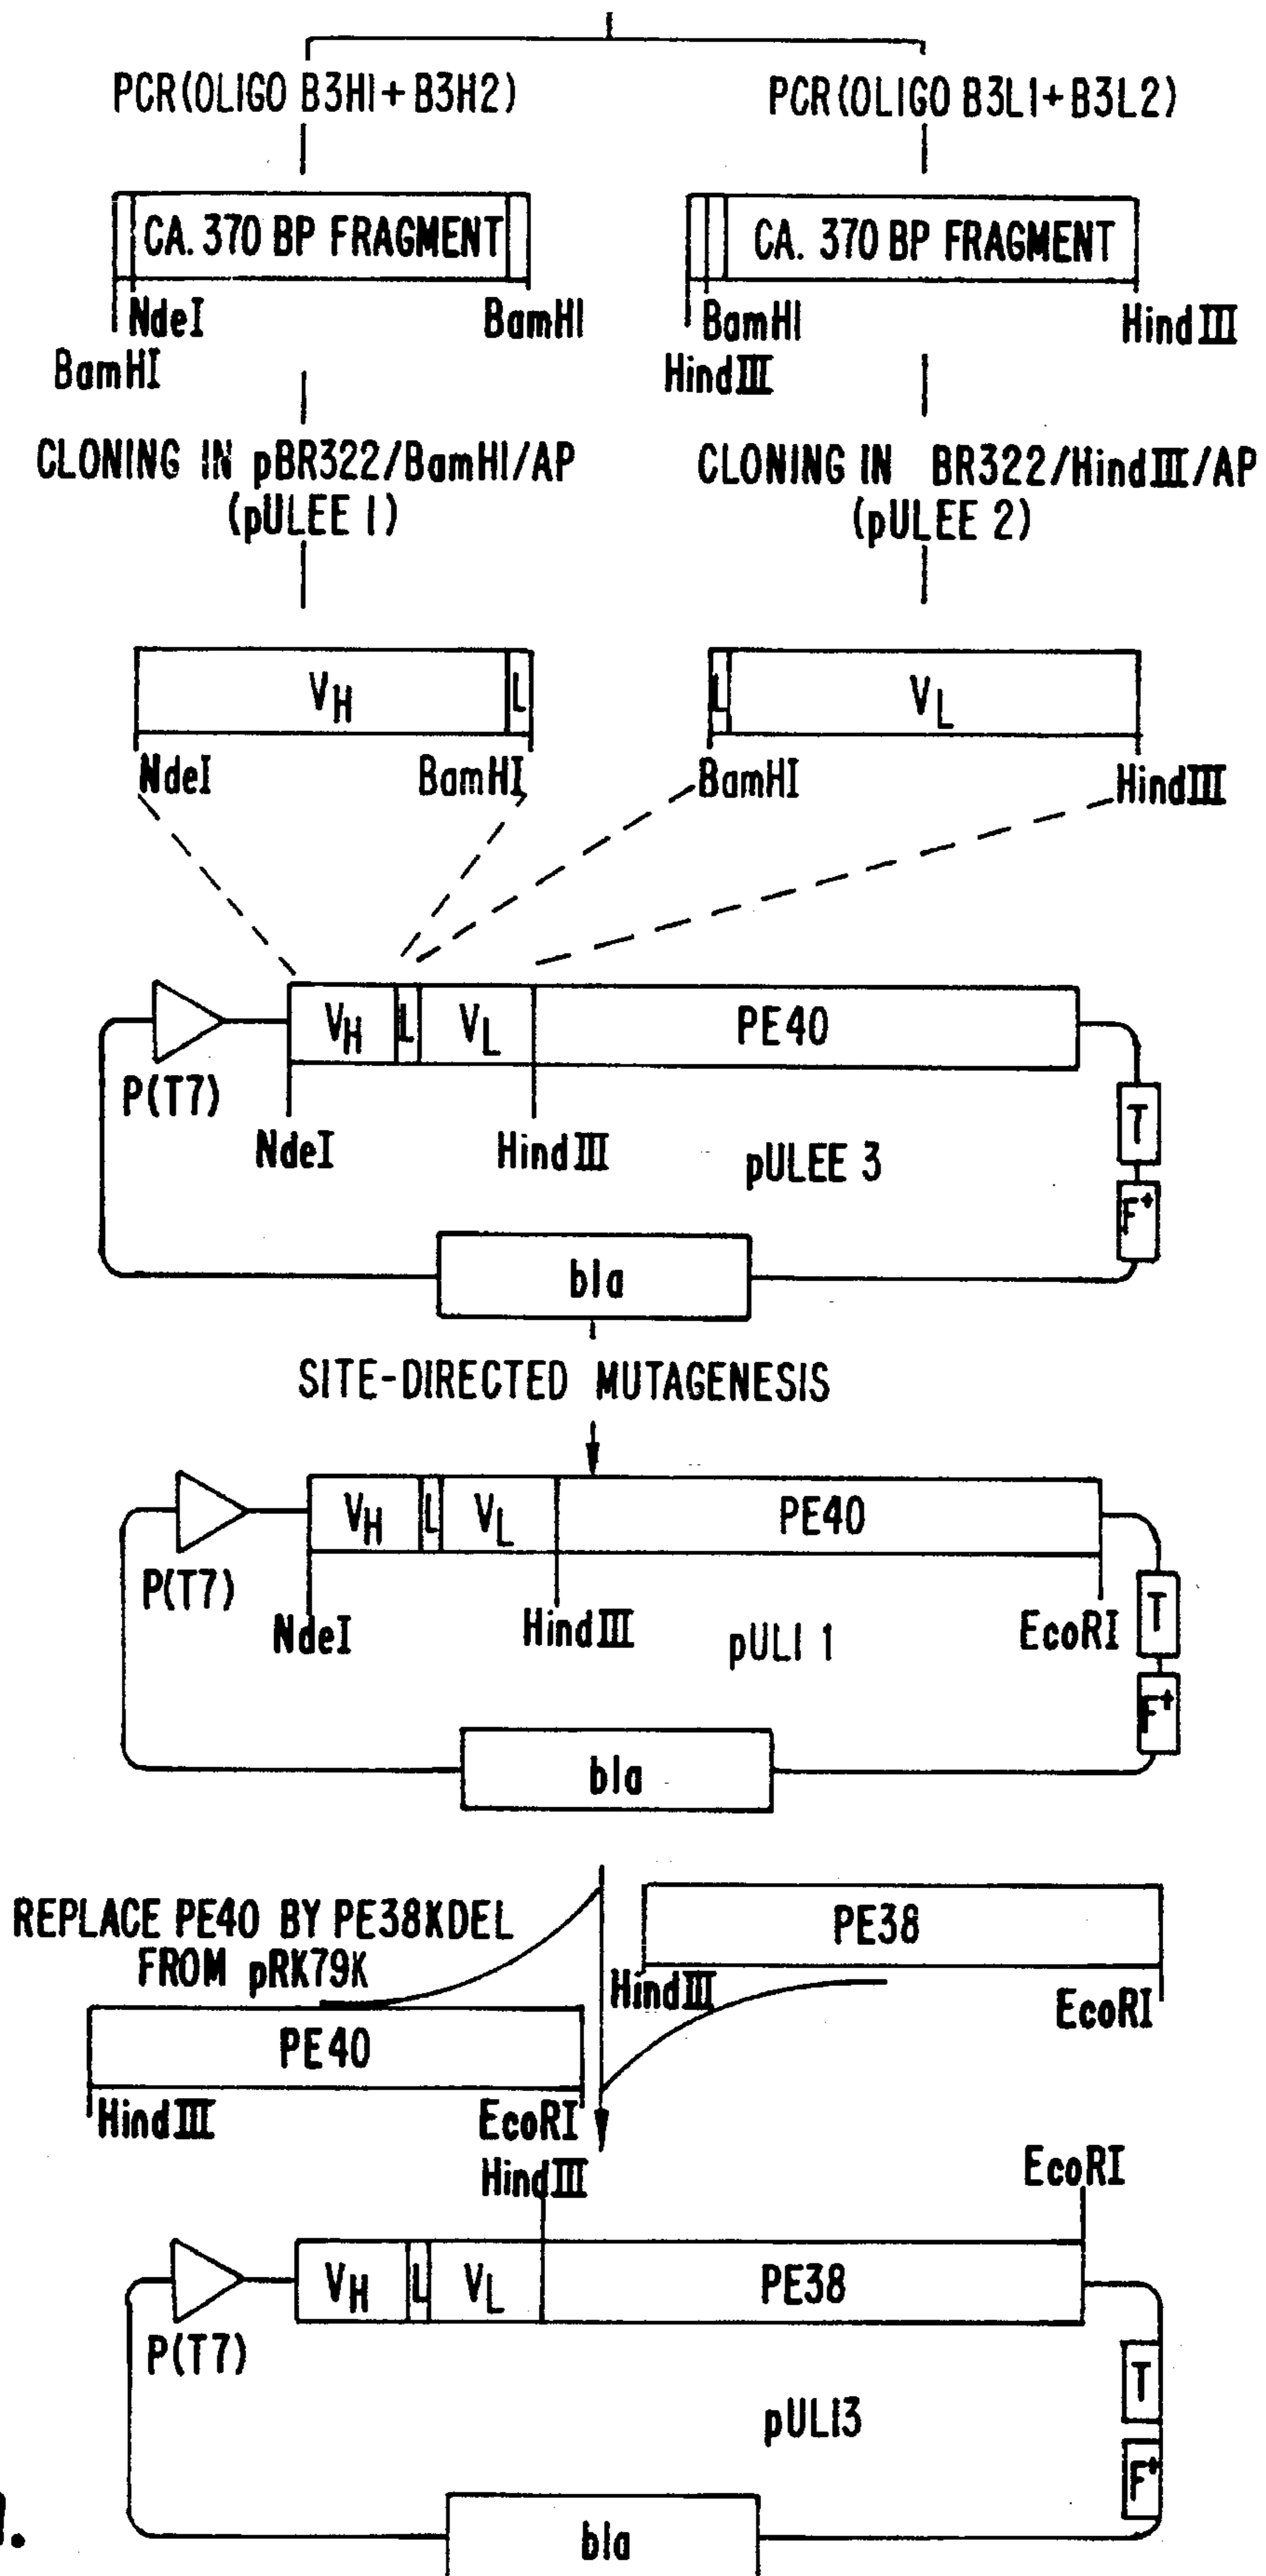 PCR(OLIGO B3H1+B3H2)
PCR(OLIGO B3L1+B3L2)
CA. 370 BP FRAGMENT
CA. 370 BP FRAGMENT
NdeI
BamHI
BamHI
BamHI
HindIII
HindIII
CLONING IN pBR322/BamHI/AP
(pULEE 1)
CLONING IN BR322/HindIII/AP
(pULEE 2)
VH
L
L
VL
NdeI
BamHI
BamHI
HindIII
VH
L
VL
PE40
P(T7)
NdeI
HindIII
pULEE 3
T
F+
bla
SITE-DIRECTED MUTAGENESIS
VH
L
VL
PE40
P(T7)
NdeI
HindIII
pULI 1
EcoRI
T
F+
bla
REPLACE PE40 BY PE38KDEL
FROM pRK79K
PE38
HindIII
EcoRI
PE40
HindIII
EcoRI
HindIII
EcoRI
VH
L
VL
PE38
P(T7)
pULI3
T
F+
bla